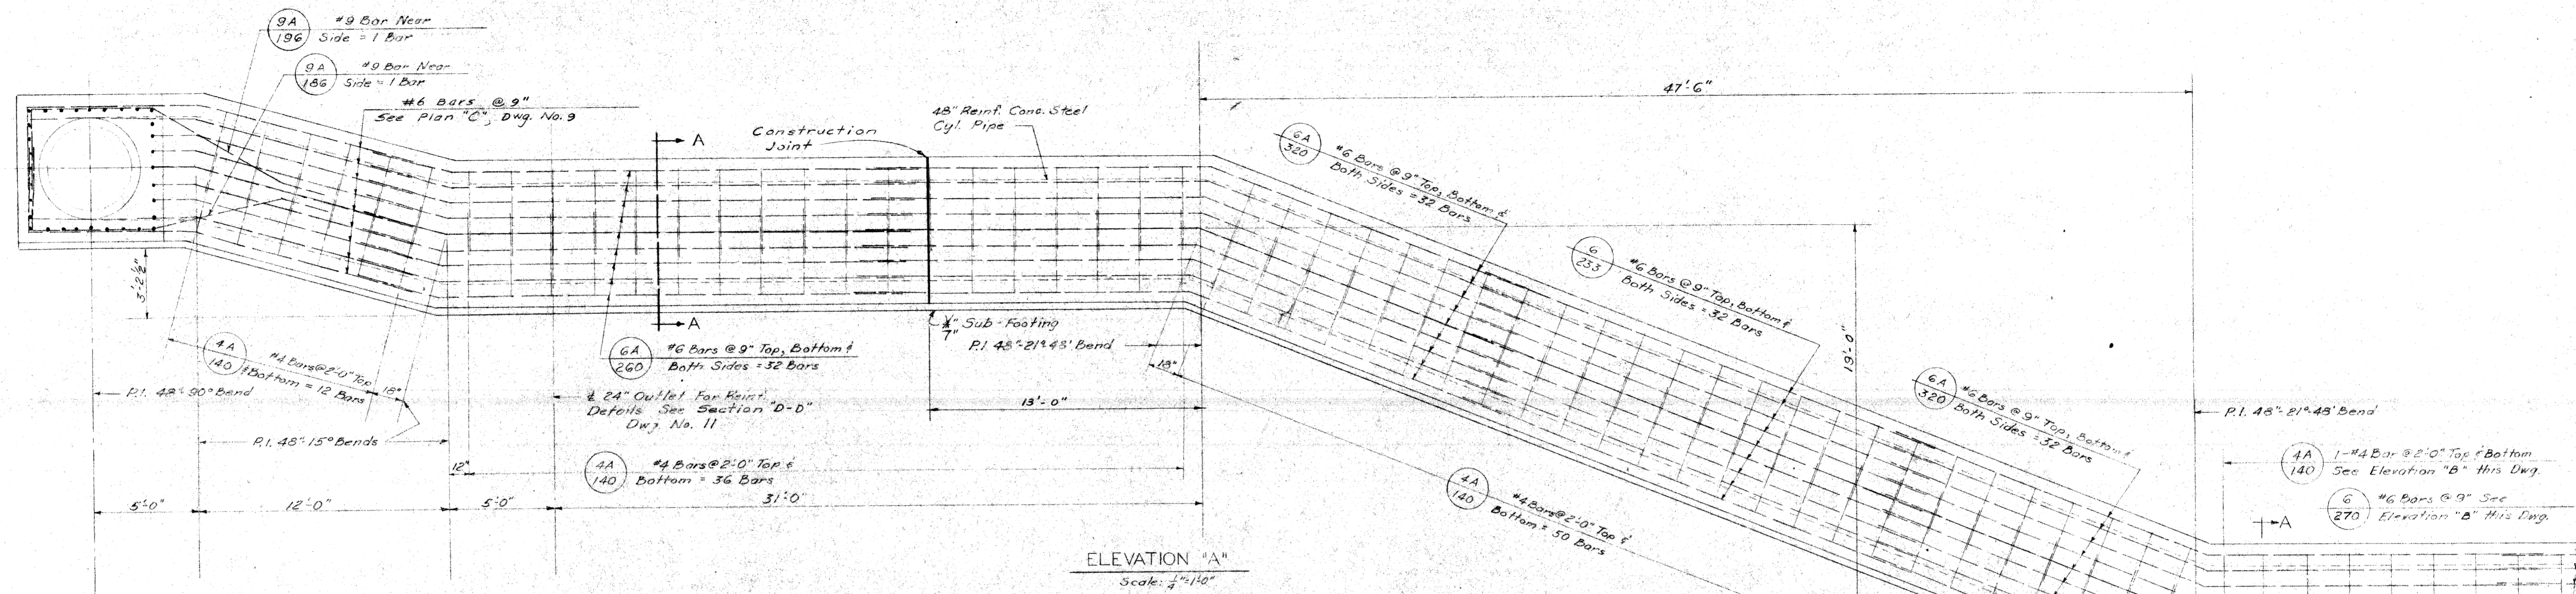 9A #9 Bar Near
196 Side = 1 Bar
9A #9 Bar Near
186 Side = 1 Bar
#6 Bars @ 9"
See Plan "C", Dwg. No. 9
A
Construction
Joint
48" Reinf. Conc. Steel
Cyl. Pipe
47'-6"
6A #6 Bars @ 9" Top, Bottom &
320 Both Sides = 32 Bars
6 #6 Bars @ 9" Top, Bottom &
233 Both Sides = 32 Bars
6A #6 Bars @ 9" Top, Bottom &
320 Both Sides = 32 Bars
19'-0"
3'-2½"
4A #4 Bars @ 2'-0" Top
140 & Bottom = 12 Bars
18"
P.I. 48"-90° Bend
P.I. 48"-15° Bends
A
6A #6 Bars @ 9" Top, Bottom &
260 Both Sides = 32 Bars
℄ 24" Outlet For Reinf.
Details See Section "D-D"
Dwg. No. 11
Sub-Footing
7"
P.I. 48"-21°48' Bend
18"
13'-0"
12"
4A #4 Bars @ 2'-0" Top &
140 Bottom = 36 Bars
5'-0"
12'-0"
5'-0"
31'-0"
4A #4 Bars @ 2'-0" Top &
140 Bottom = 50 Bars
P.I. 48"-21°-48' Bend
4A 1-#4 Bar @ 2'-0" Top & Bottom
140 See Elevation "B" this Dwg.
6 #6 Bars @ 9" See
270 Elevation "B" this Dwg.
A
ELEVATION "A"
Scale: ¼"=1'-0"